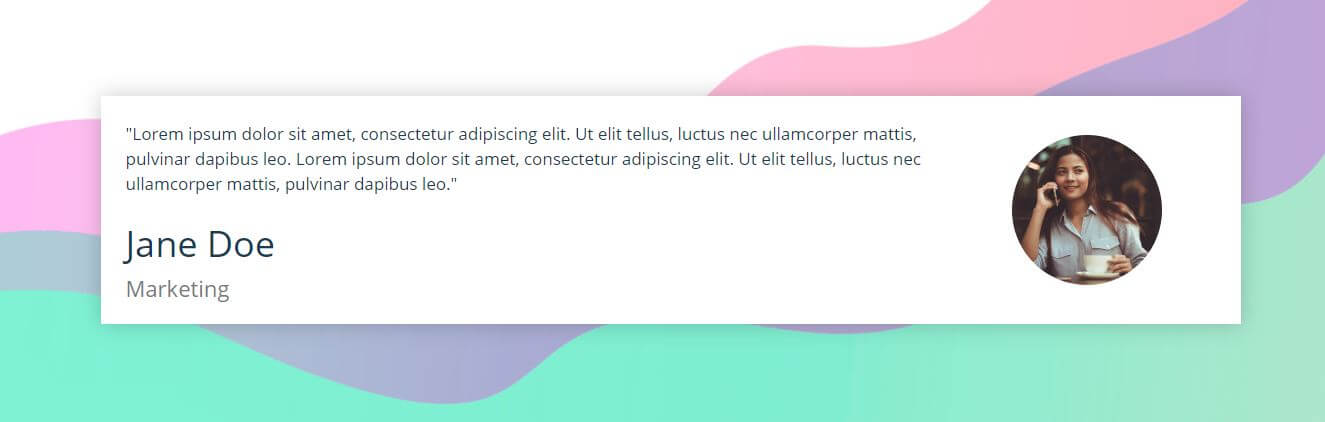 "Lorem ipsum dolor sit amet, consectetur adipiscing elit. Ut elit tellus, luctus nec ullamcorper mattis,
pulvinar dapibus leo. Lorem ipsum dolor sit amet, consectetur adipiscing elit. Ut elit tellus, luctus nec
ullamcorper mattis, pulvinar dapibus leo."
Jane Doe
Marketing